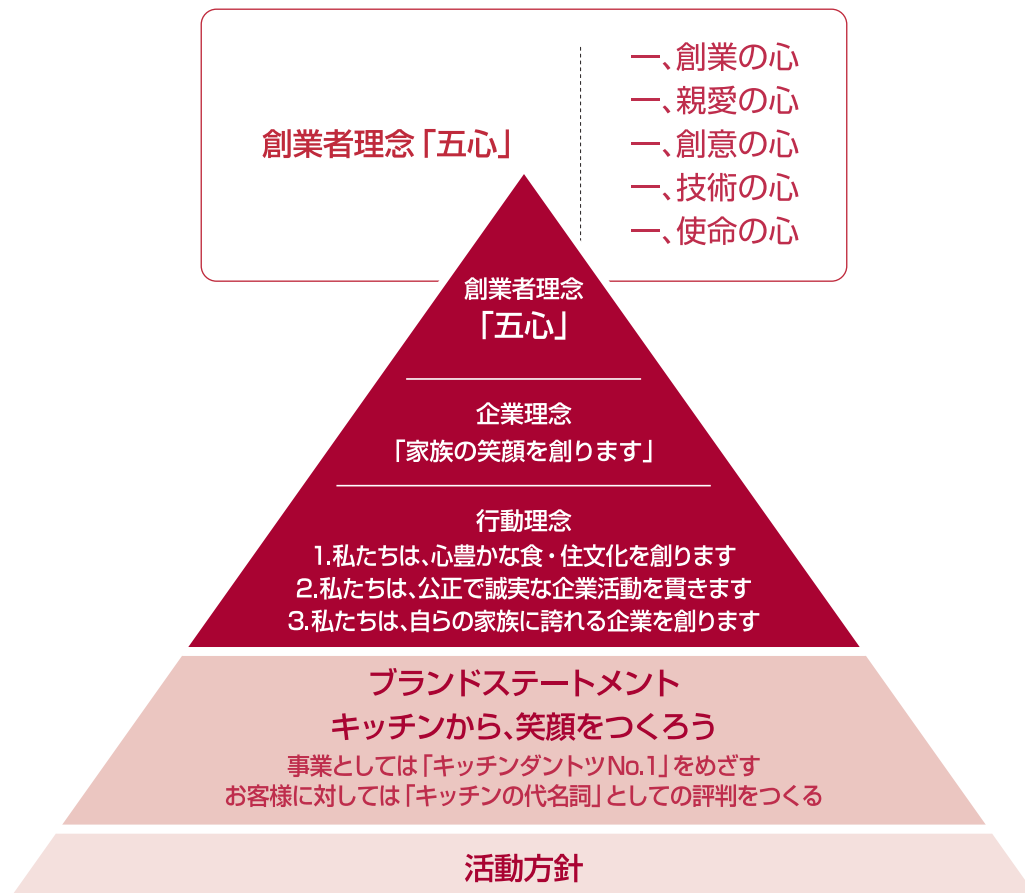 創業者理念「五心」
一、創業の心
一、親愛の心
一、創意の心
一、技術の心
一、使命の心
創業者理念
「五心」
企業理念
「家族の笑顔を創ります」
行動理念
1.私たちは、心豊かな食・住文化を創ります
2.私たちは、公正で誠実な企業活動を貫きます
3.私たちは、自らの家族に誇れる企業を創ります
ブランドステートメント
キッチンから、笑顔をつくろう
事業としては「キッチンダントツNo.1」をめざす
お客様に対しては「キッチンの代名詞」としての評判をつくる
活動方針